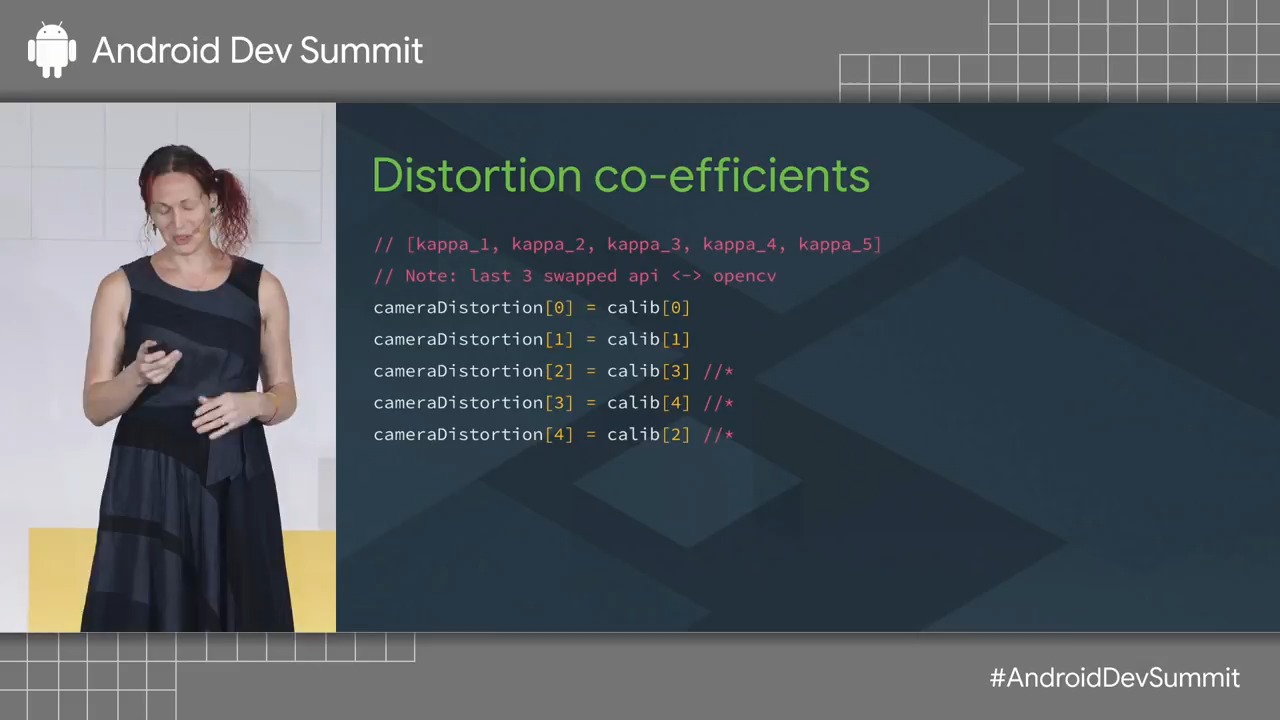 Android Dev Summit
Distortion co-efficients
// [kappa_1, kappa_2, kappa_3, kappa_4, kappa_5]
// Note: last 3 swapped api <-> opencv
cameraDistortion[0] = calib[0]
cameraDistortion[1] = calib[1]
cameraDistortion[2] = calib[3] //*
cameraDistortion[3] = calib[4] //*
cameraDistortion[4] = calib[2] //*
#AndroidDevSummit